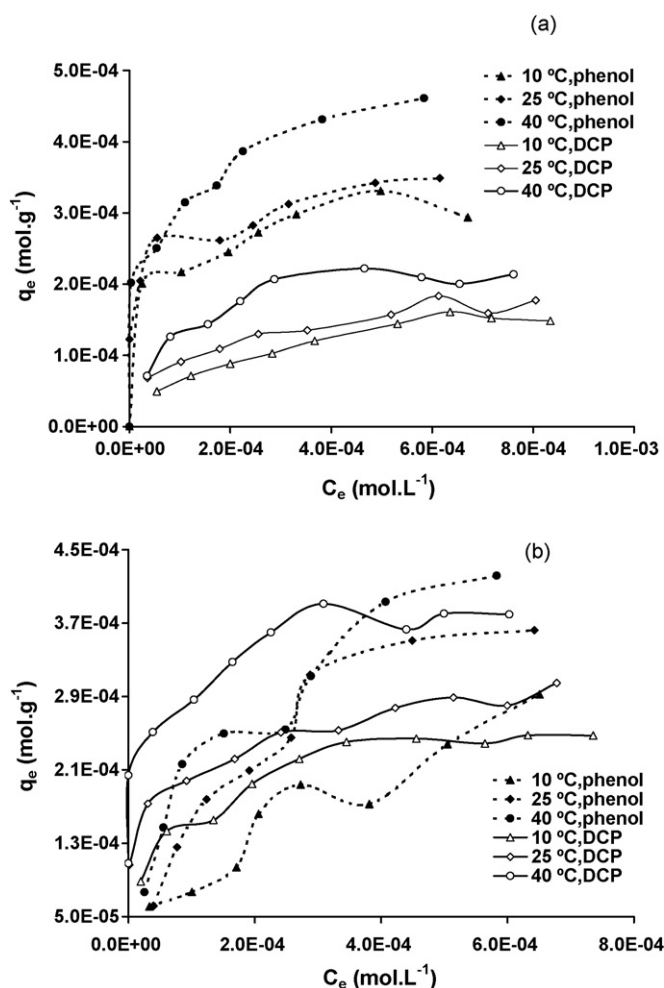 (a)
5.0E-04
4.0E-04
3.0E-04
2.0E-04
1.0E-04
0.0E+00
qe (mol.g-1)
10 ºC,phenol
25 ºC,phenol
40 ºC,phenol
10 ºC,DCP
25 ºC,DCP
40 ºC,DCP
0.0E+00 2.0E-04 4.0E-04 6.0E-04 8.0E-04 1.0E-03
Ce (mol.L-1)
(b)
4.5E-04
3.7E-04
2.9E-04
2.1E-04
1.3E-04
5.0E-05
qe (mol.g-1)
10 ºC,phenol
25 ºC,phenol
40 ºC,phenol
10 ºC,DCP
25 ºC,DCP
40 ºC,DCP
0.0E+00 2.0E-04 4.0E-04 6.0E-04 8.0E-04
Ce (mol.L-1)